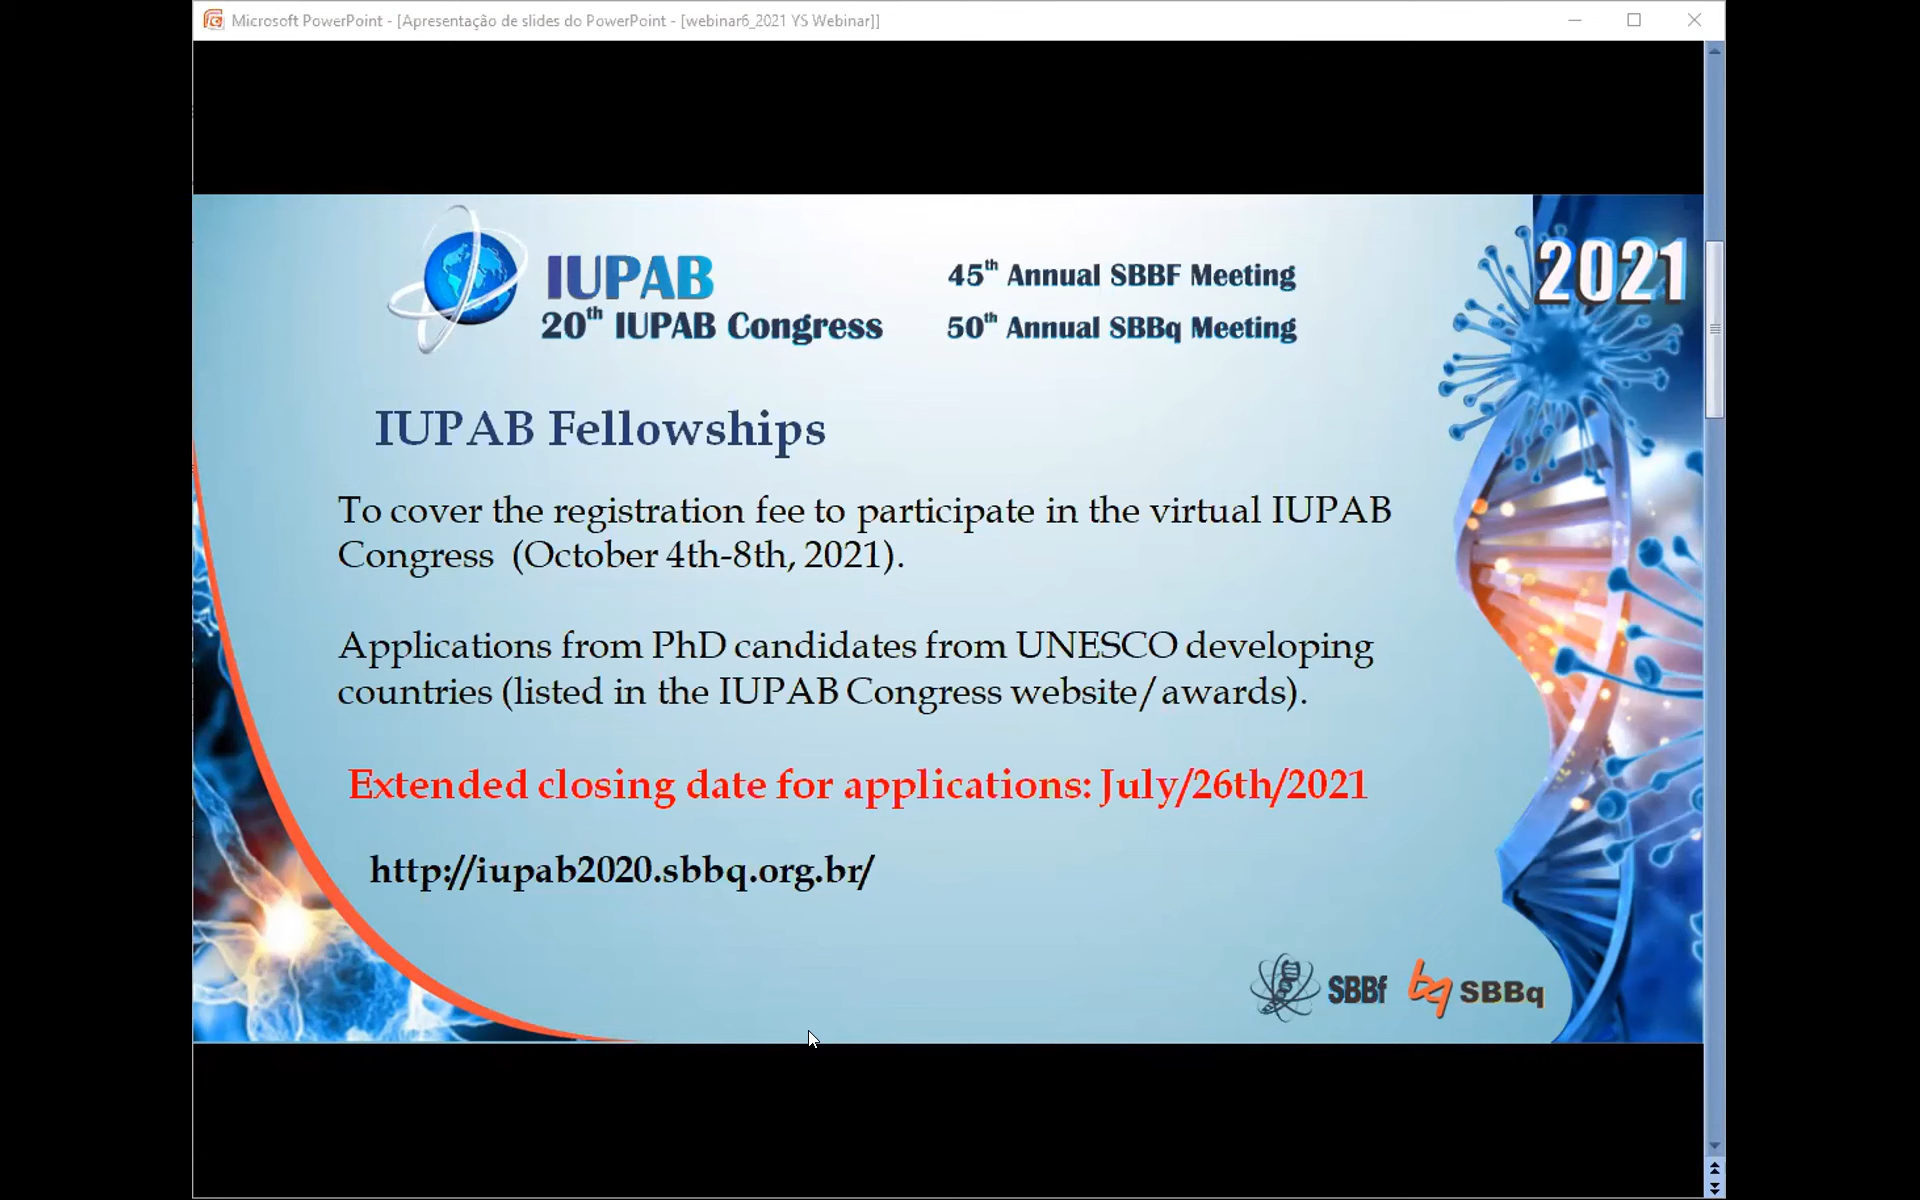 Microsoft PowerPoint - [Apresentação de slides do PowerPoint - [webinar6_2021 YS Webinar]]
2021
IUPAB
20th IUPAB Congress
45th Annual SBBF Meeting
50th Annual SBBq Meeting
IUPAB Fellowships
To cover the registration fee to participate in the virtual IUPAB
Congress (October 4th-8th, 2021).
Applications from PhD candidates from UNESCO developing
countries (listed in the IUPAB Congress website/awards).
Extended closing date for applications: July/26th/2021
http://iupab2020.sbbq.org.br/
SBBf
bq SBBq